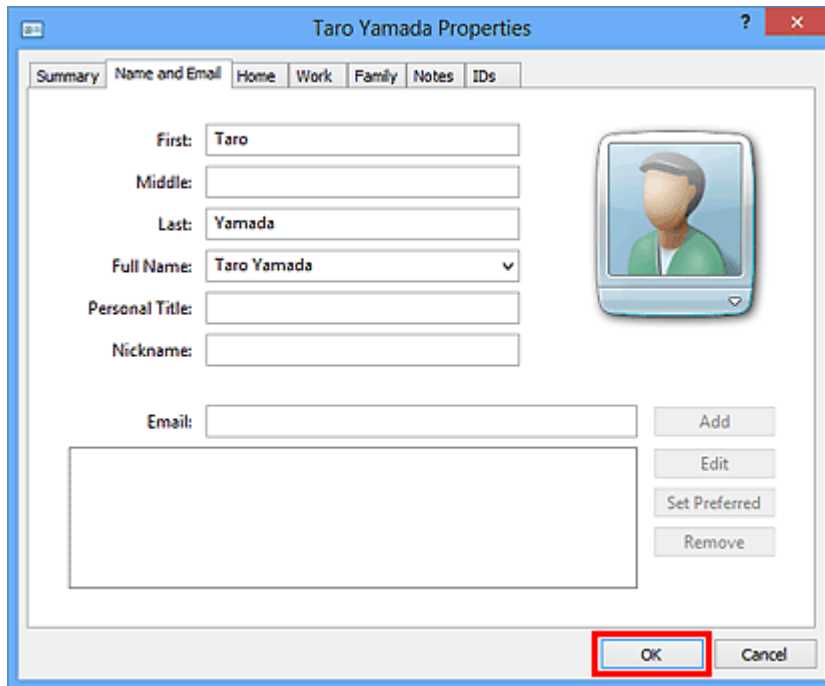 Taro Yamada Properties
? ×
Summary Name and Email Home Work Family Notes IDs
First: Taro
Middle:
Last: Yamada
Full Name: Taro Yamada
Personal Title:
Nickname:
Email: Add
Edit
Set Preferred
Remove
OK Cancel